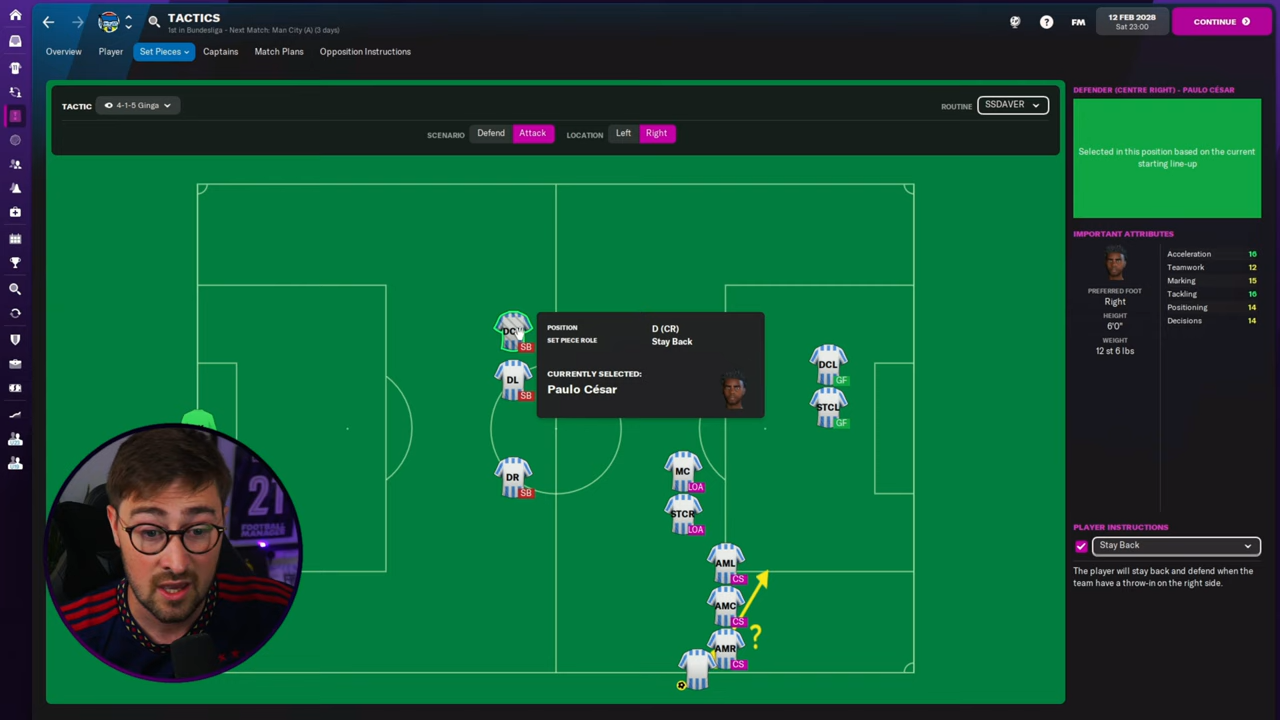 TACTICS
1st in Bundesliga - Next Match: Man City (A) (3 days)
FM
12 FEB 2028
Sat 23:00
CONTINUE
Overview
Player
Set Pieces
Captains
Match Plans
Opposition Instructions
TACTIC
4-1-5 Ginga
ROUTINE
SSDAVER
SCENARIO
Defend
Attack
LOCATION
Left
Right
DEFENDER (CENTRE RIGHT) - PAULO CÉSAR
Selected in this position based on the current
starting line-up
IMPORTANT ATTRIBUTES
PREFERRED FOOT
Right
HEIGHT
6'0"
WEIGHT
12 st 6 lbs
Acceleration 16
Teamwork 12
Marking 15
Tackling 16
Positioning 14
Decisions 14
SB
POSITION D (CR)
SET PIECE ROLE Stay Back
CURRENTLY SELECTED:
Paulo César
DL
SB
DCL
GF
STCL
GF
DR
SB
MC
LOA
STCR
LOA
AML
CS
AMC
CS
?
AMR
CS
PLAYER INSTRUCTIONS
Stay Back
The player will stay back and defend when the
team have a throw-in on the right side.
21
FOOTBALL
MANAGER